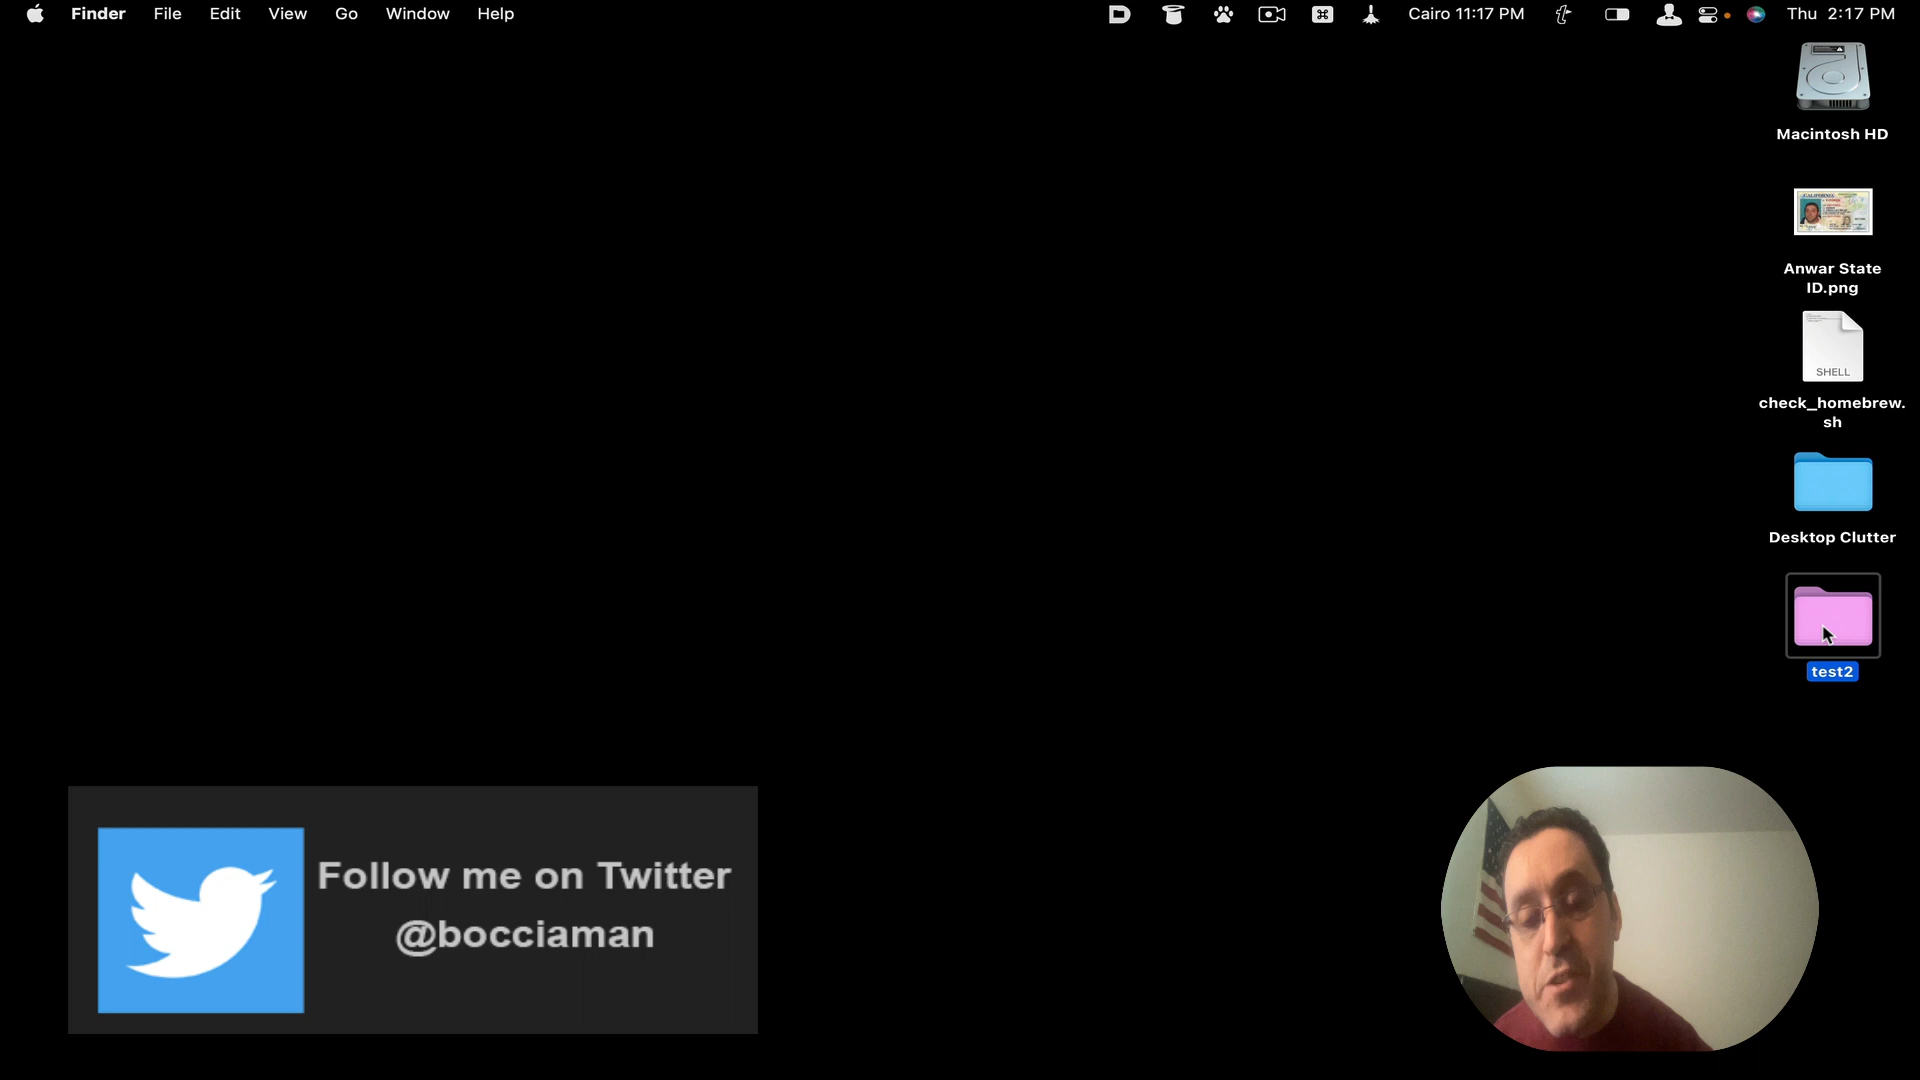 Finder File Edit View Go Window Help
Cairo 11:17 PM
Thu 2:17 PM
Macintosh HD
Anwar State
ID.png
SHELL
check_homebrew.
sh
Desktop Clutter
test2
Follow me on Twitter
@bocciaman